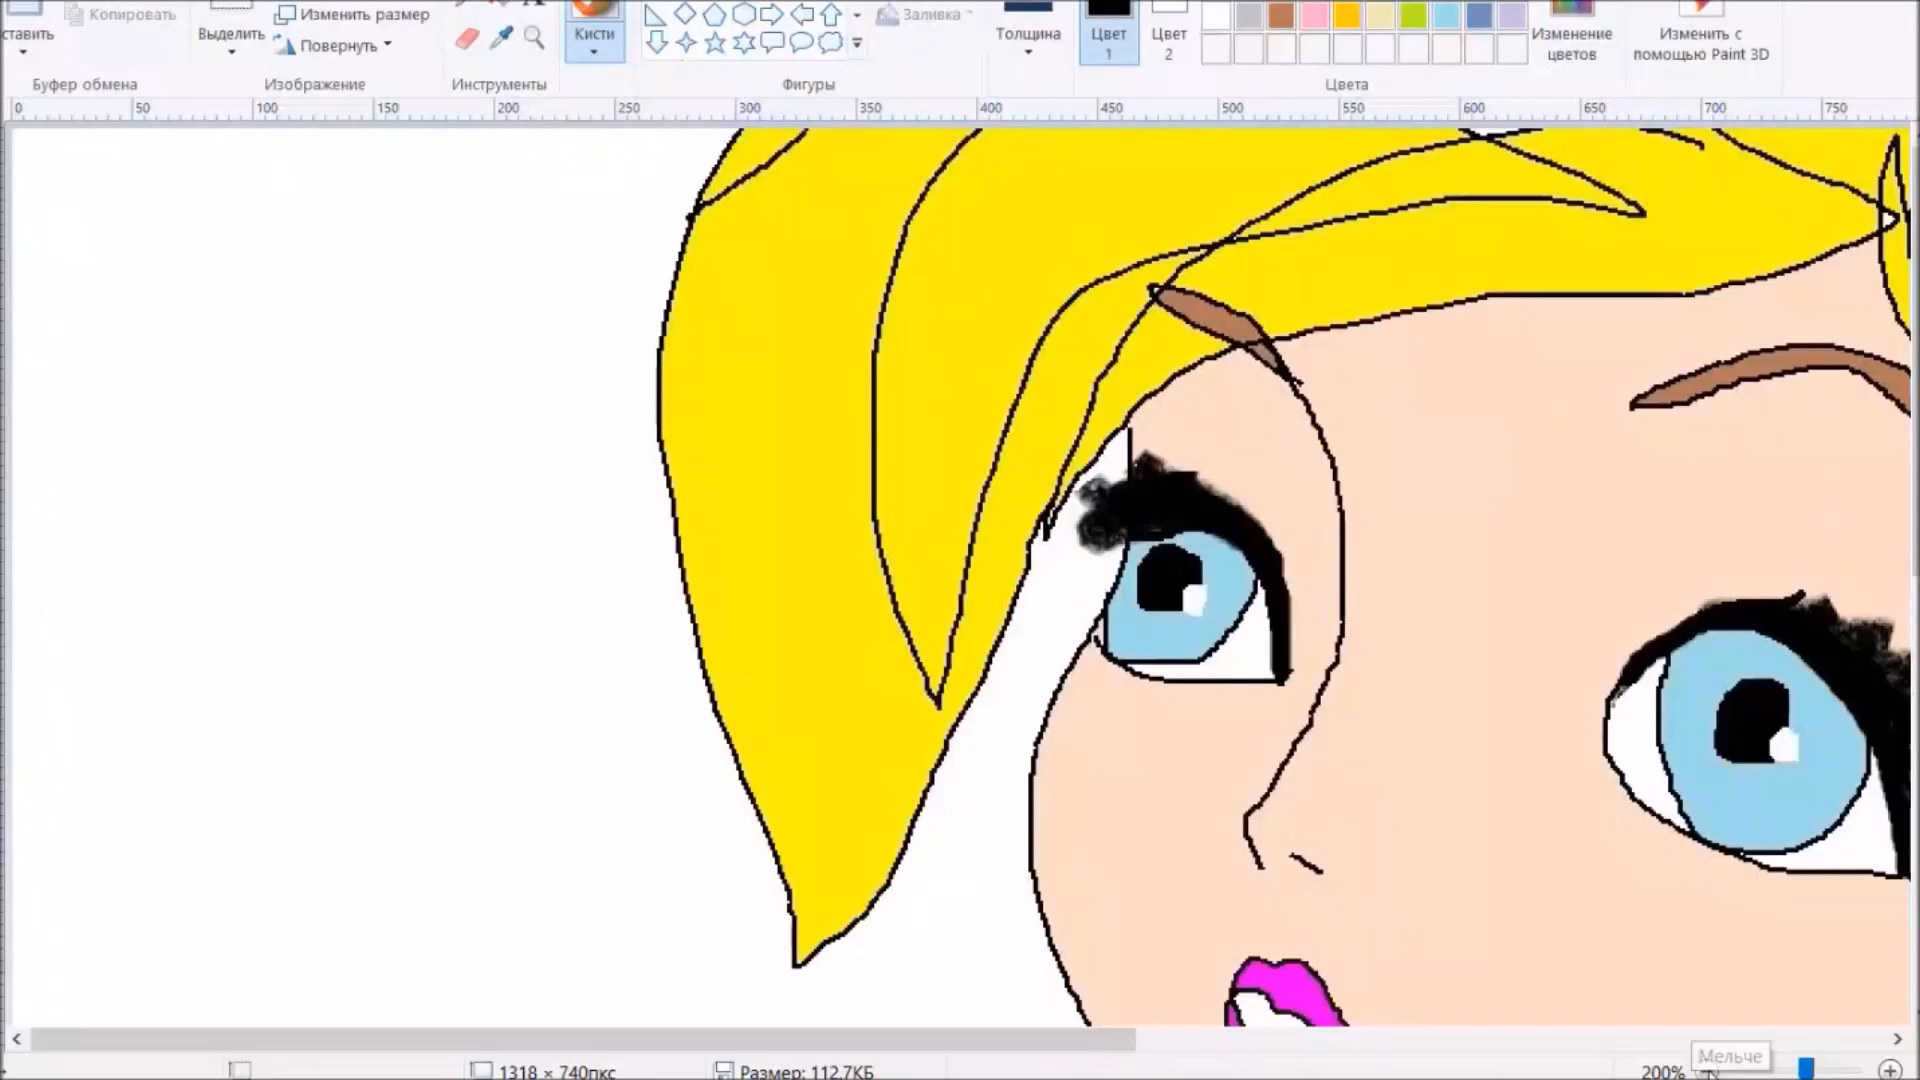 Копировать
Изменить размер
ставить
Выделить
Повернуть
Кисти
Заливка
Толщина
Цвет
1
Цвет
2
Изменение
цветов
Изменить с
помощью Paint 3D
Буфер обмена
Изображение
Инструменты
Фигуры
Цвета
0 50 100 150 200 250 300 350 400 450 500 550 600 650 700 750
1318 × 740пкс
Размер: 112,7КБ
200%
Мельче